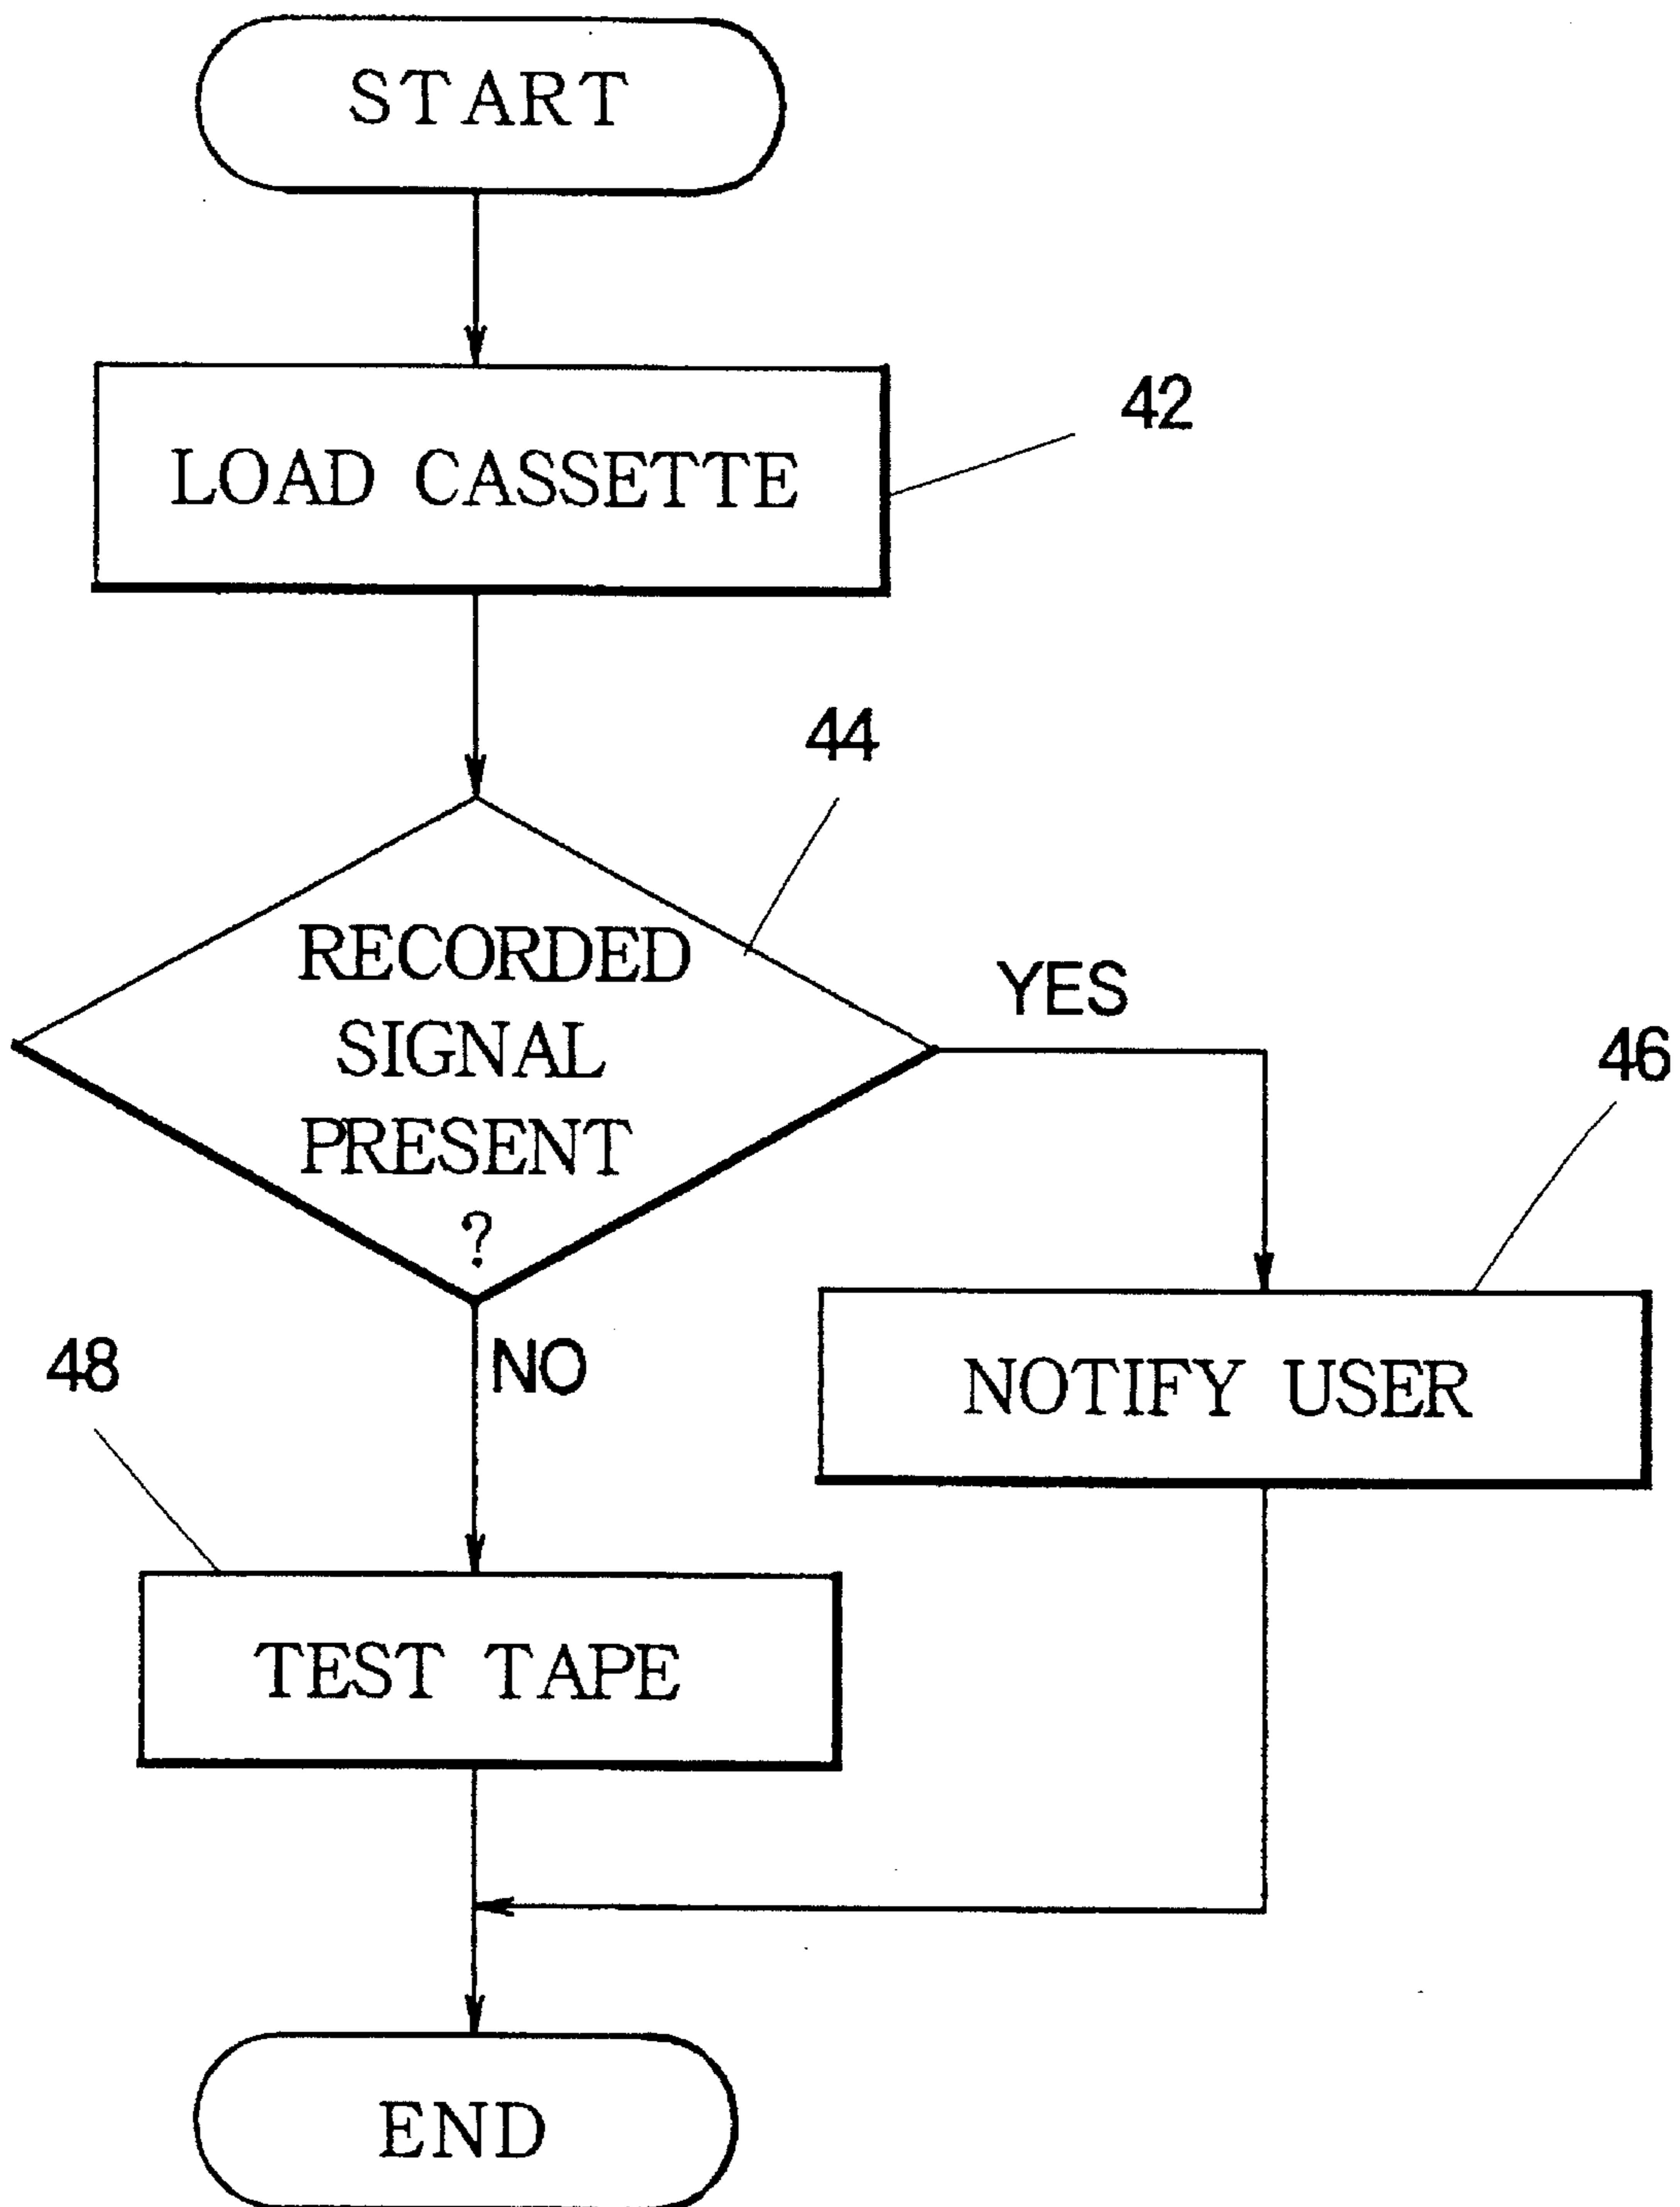 START
LOAD CASSETTE
42
44
RECORDED
SIGNAL
PRESENT
?
YES
46
NOTIFY USER
NO
48
TEST TAPE
END